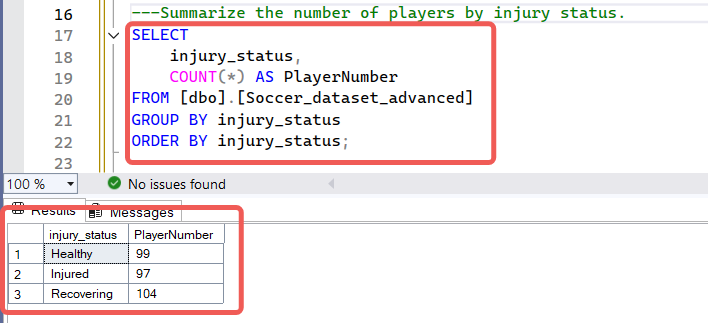 16 ---Summarize the number of players by injury status.
17 SELECT
18 injury_status,
19 COUNT(*) AS PlayerNumber
20 FROM [dbo].[Soccer_dataset_advanced]
21 GROUP BY injury_status
22 ORDER BY injury_status;
23
100 % No issues found
Results Messages
injury_status PlayerNumber
1 Healthy 99
2 Injured 97
3 Recovering 104